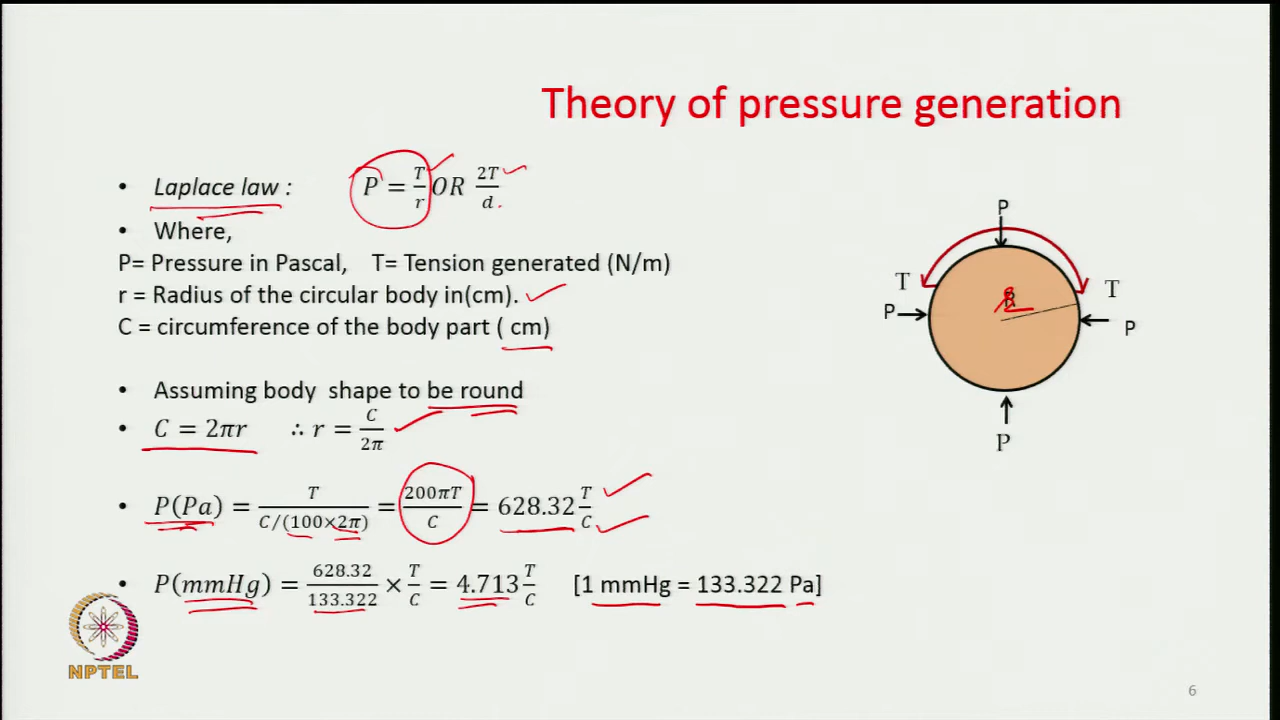 Theory of pressure generation
• Laplace law : P = T/r OR 2T/d
• Where,
P= Pressure in Pascal, T= Tension generated (N/m)
r = Radius of the circular body in(cm).
C = circumference of the body part ( cm)
• Assuming body shape to be round
• C = 2πr ∴ r = C/2π
• P(Pa) = T/(C/(100×2π)) = 200πT/C = 628.32 T/C
• P(mmHg) = 628.32/133.322 × T/C = 4.713 T/C [1 mmHg = 133.322 Pa]
P
T T
P P
R
P
NPTEL
6